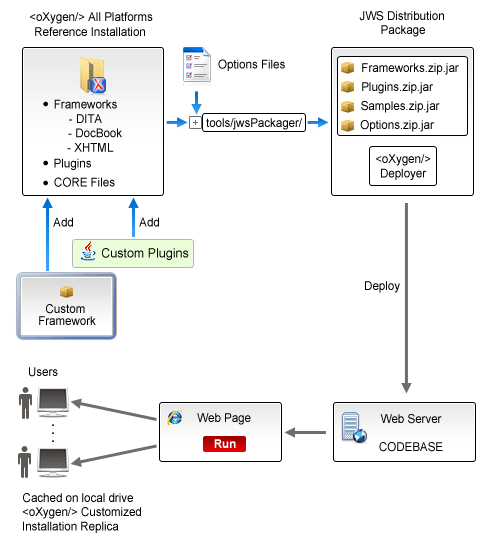 <oXygen/> All Platforms
Reference Installation
JWS Distribution
Package
Options Files
• Frameworks
- DITA
- DocBook
- XHTML
• Plugins
• CORE Files
+ tools/jwsPackager/
Frameworks.zip.jar
Plugins.zip.jar
Samples.zip.jar
Options.zip.jar
<oXygen/>
Deployer
Add
Add
Custom Plugins
Custom
Framework
Deploy
Users
Web Page
Run
Web Server
CODEBASE
Cached on local drive
<oXygen/> Customized
Installation Replica